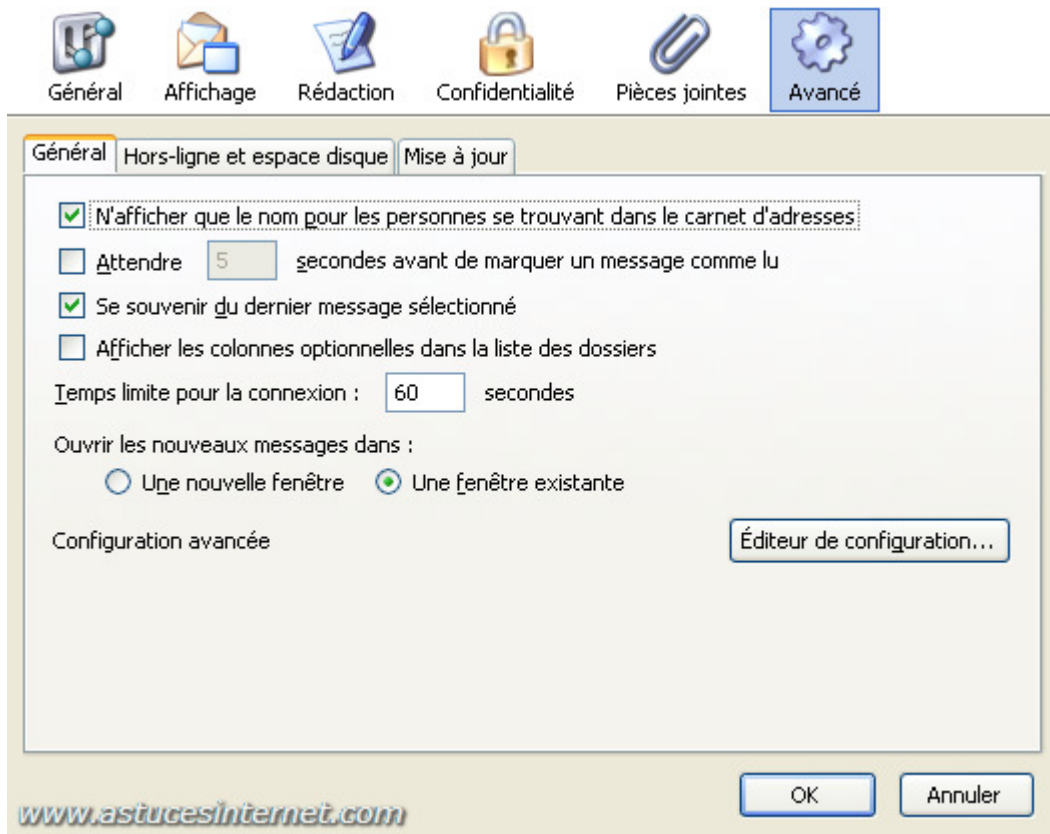 Général Affichage Rédaction Confidentialité Pièces jointes Avancé
Général Hors-ligne et espace disque Mise à jour
N'afficher que le nom pour les personnes se trouvant dans le carnet d'adresses
Attendre 5 secondes avant de marquer un message comme lu
Se souvenir du dernier message sélectionné
Afficher les colonnes optionnelles dans la liste des dossiers
Temps limite pour la connexion : 60 secondes
Ouvrir les nouveaux messages dans :
Une nouvelle fenêtre Une fenêtre existante
Configuration avancée Éditeur de configuration...
OK Annuler
www.astucesinternet.com